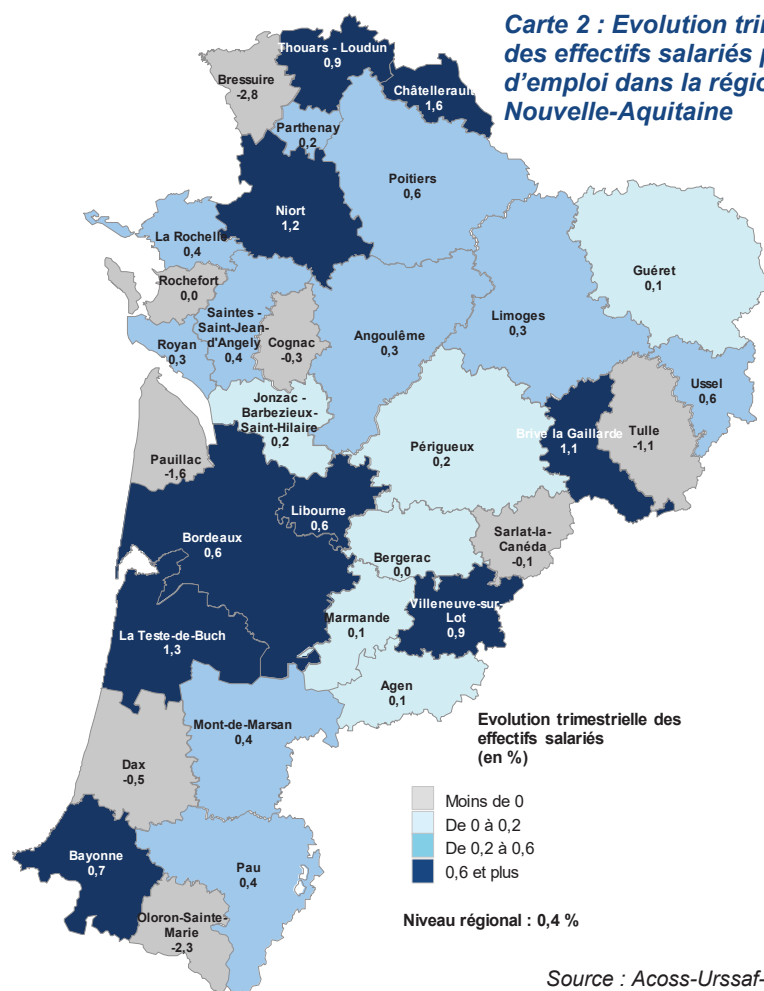 Carte 2 : Evolution trim
des effectifs salariés p
d'emploi dans la régio
Nouvelle-Aquitaine
Thouars - Loudun
0,9
Bressuire
-2,8
Châtellerault
1,6
Parthenay
0,2
Poitiers
0,6
Niort
1,2
La Rochelle
0,4
Guéret
0,1
Rochefort
0,0
Saintes -
Saint-Jean-
d'Angely
0,4
Limoges
0,3
Angoulême
0,3
Cognac
-0,3
Royan
0,3
Ussel
0,6
Jonzac -
Barbezieux-
Saint-Hilaire
0,2
Tulle
-1,1
Brive la Gaillarde
1,1
Périgueux
0,2
Pauillac
-1,6
Libourne
0,6
Bordeaux
0,6
Sarlat-la-
Canéda
-0,1
Bergerac
0,0
Villeneuve-sur-
Lot
0,9
Marmande
0,1
La Teste-de-Buch
1,3
Agen
0,1
Mont-de-Marsan
0,4
Dax
-0,5
Bayonne
0,7
Pau
0,4
Oloron-Sainte-
Marie
-2,3
Evolution trimestrielle des
effectifs salariés
(en %)
Moins de 0
De 0 à 0,2
De 0,2 à 0,6
0,6 et plus
Niveau régional : 0,4 %
Source : Acoss-Urssaf-